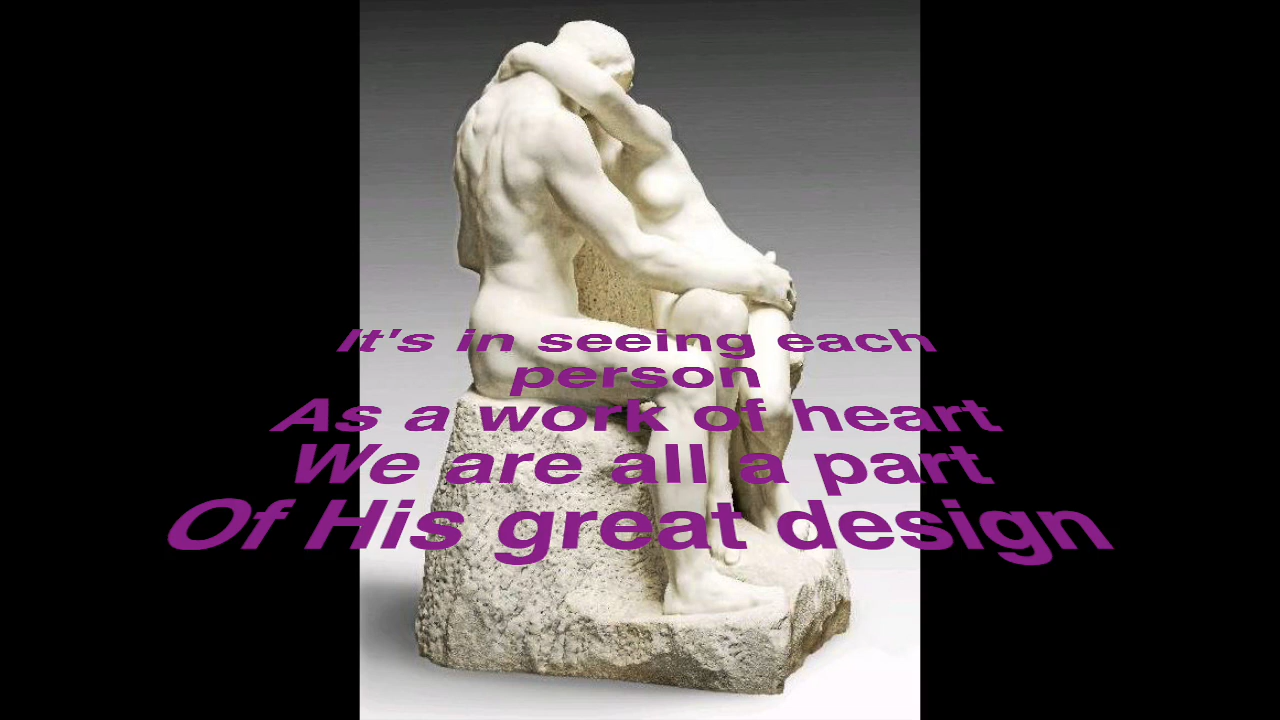 It's in seeing each
person
As a work of heart
We are all a part
Of His great design